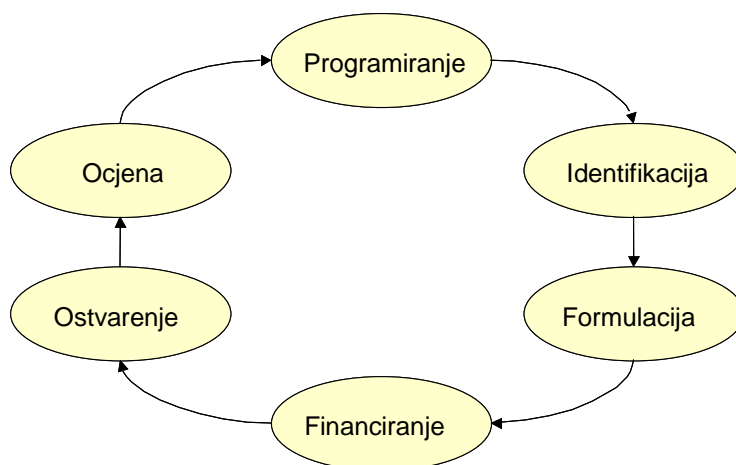 Programiranje
Ocjena
Identifikacija
Ostvarenje
Formulacija
Financiranje